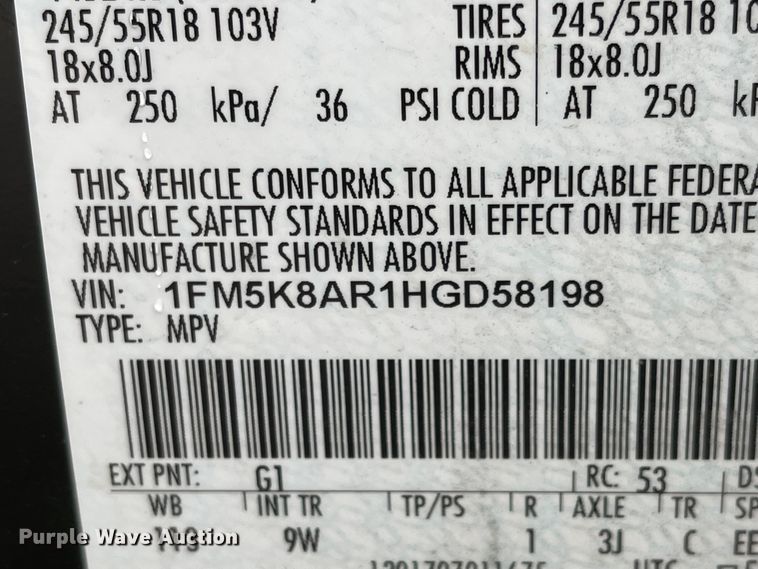 245/55R18 103V TIRES 245/55R18
18x8.0J RIMS 18x8.0J
AT 250 kPa/ 36 PSI COLD AT 250
THIS VEHICLE CONFORMS TO ALL APPLICABLE FEDERA
VEHICLE SAFETY STANDARDS IN EFFECT ON THE DATE
MANUFACTURE SHOWN ABOVE.
VIN: 1FM5K8AR1HGD58198
TYPE: MPV
EXT PNT: G1 RC: 53
WB INT TR TP/PS R AXLE TR SP
9W 1 3J C EE
Purple Wave Auction